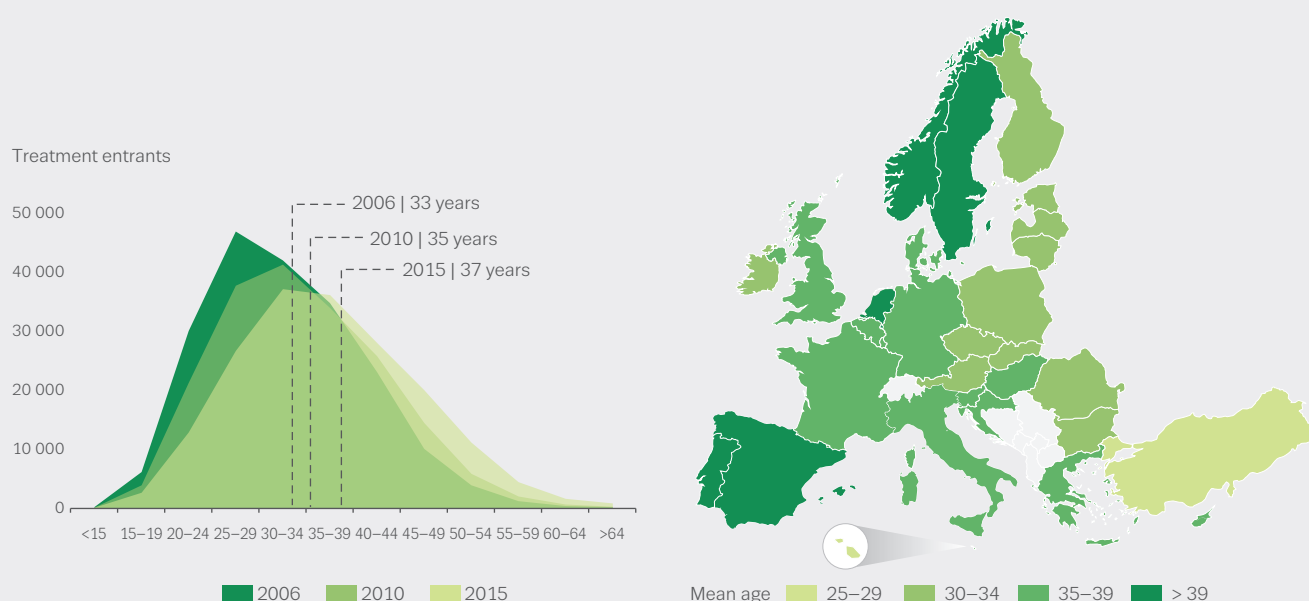 Treatment entrants
50 000
40 000
30 000
20 000
10 000
0
2006 | 33 years
2010 | 35 years
2015 | 37 years
<15 15–19 20–24 25–29 30–34 35–39 40–44 45–49 50–54 55–59 60–64 >64
2006 2010 2015
Mean age 25–29 30–34 35–39 > 39